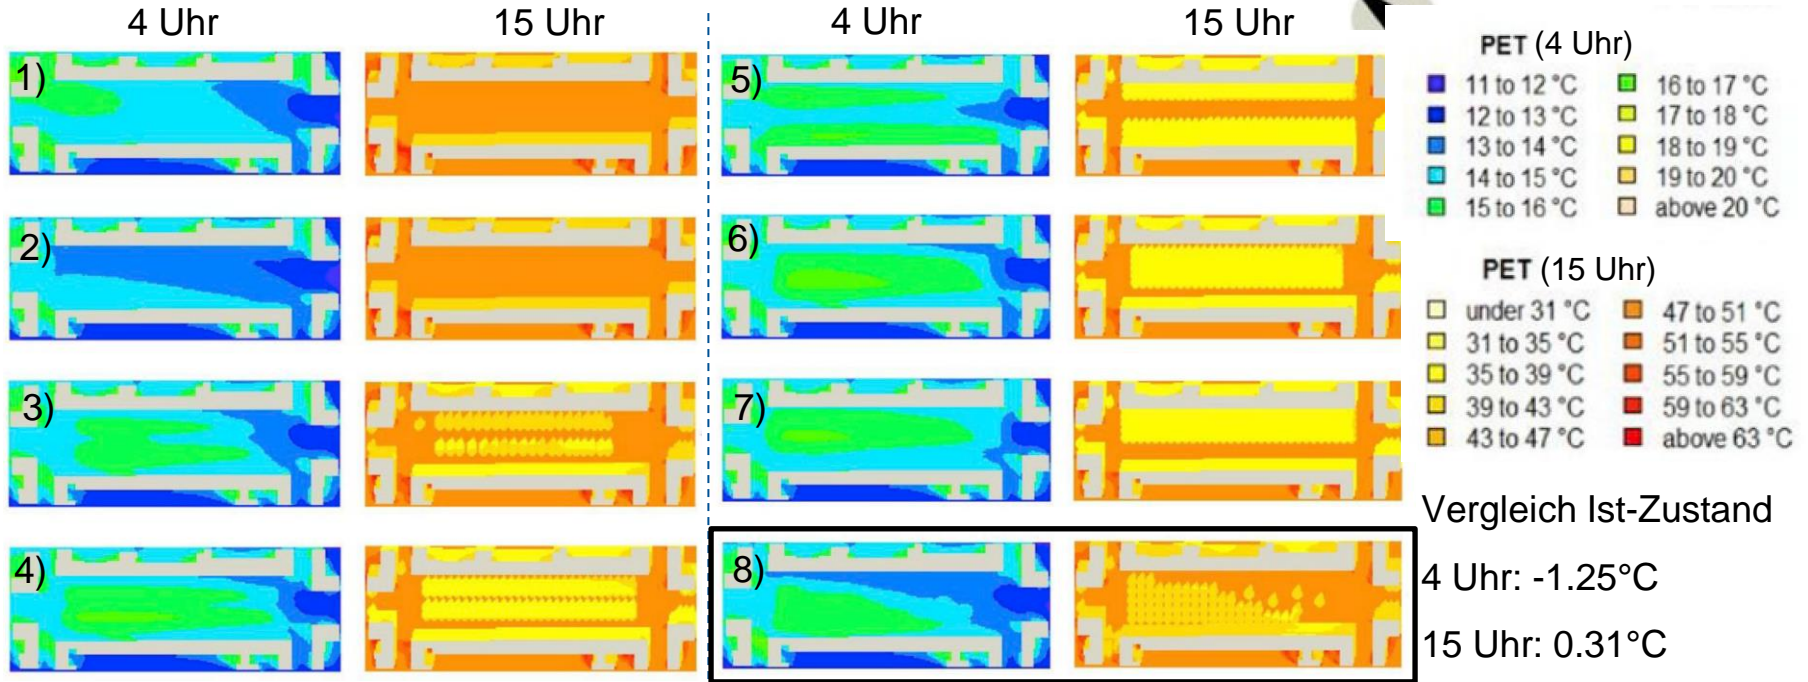 4 Uhr 15 Uhr 4 Uhr 15 Uhr
1) 5)
2) 6)
3) 7)
4) 8)
PET (4 Uhr)
11 to 12 °C 16 to 17 °C
12 to 13 °C 17 to 18 °C
13 to 14 °C 18 to 19 °C
14 to 15 °C 19 to 20 °C
15 to 16 °C above 20 °C
PET (15 Uhr)
under 31 °C 47 to 51 °C
31 to 35 °C 51 to 55 °C
35 to 39 °C 55 to 59 °C
39 to 43 °C 59 to 63 °C
43 to 47 °C above 63 °C
Vergleich Ist-Zustand
4 Uhr: -1.25°C
15 Uhr: 0.31°C